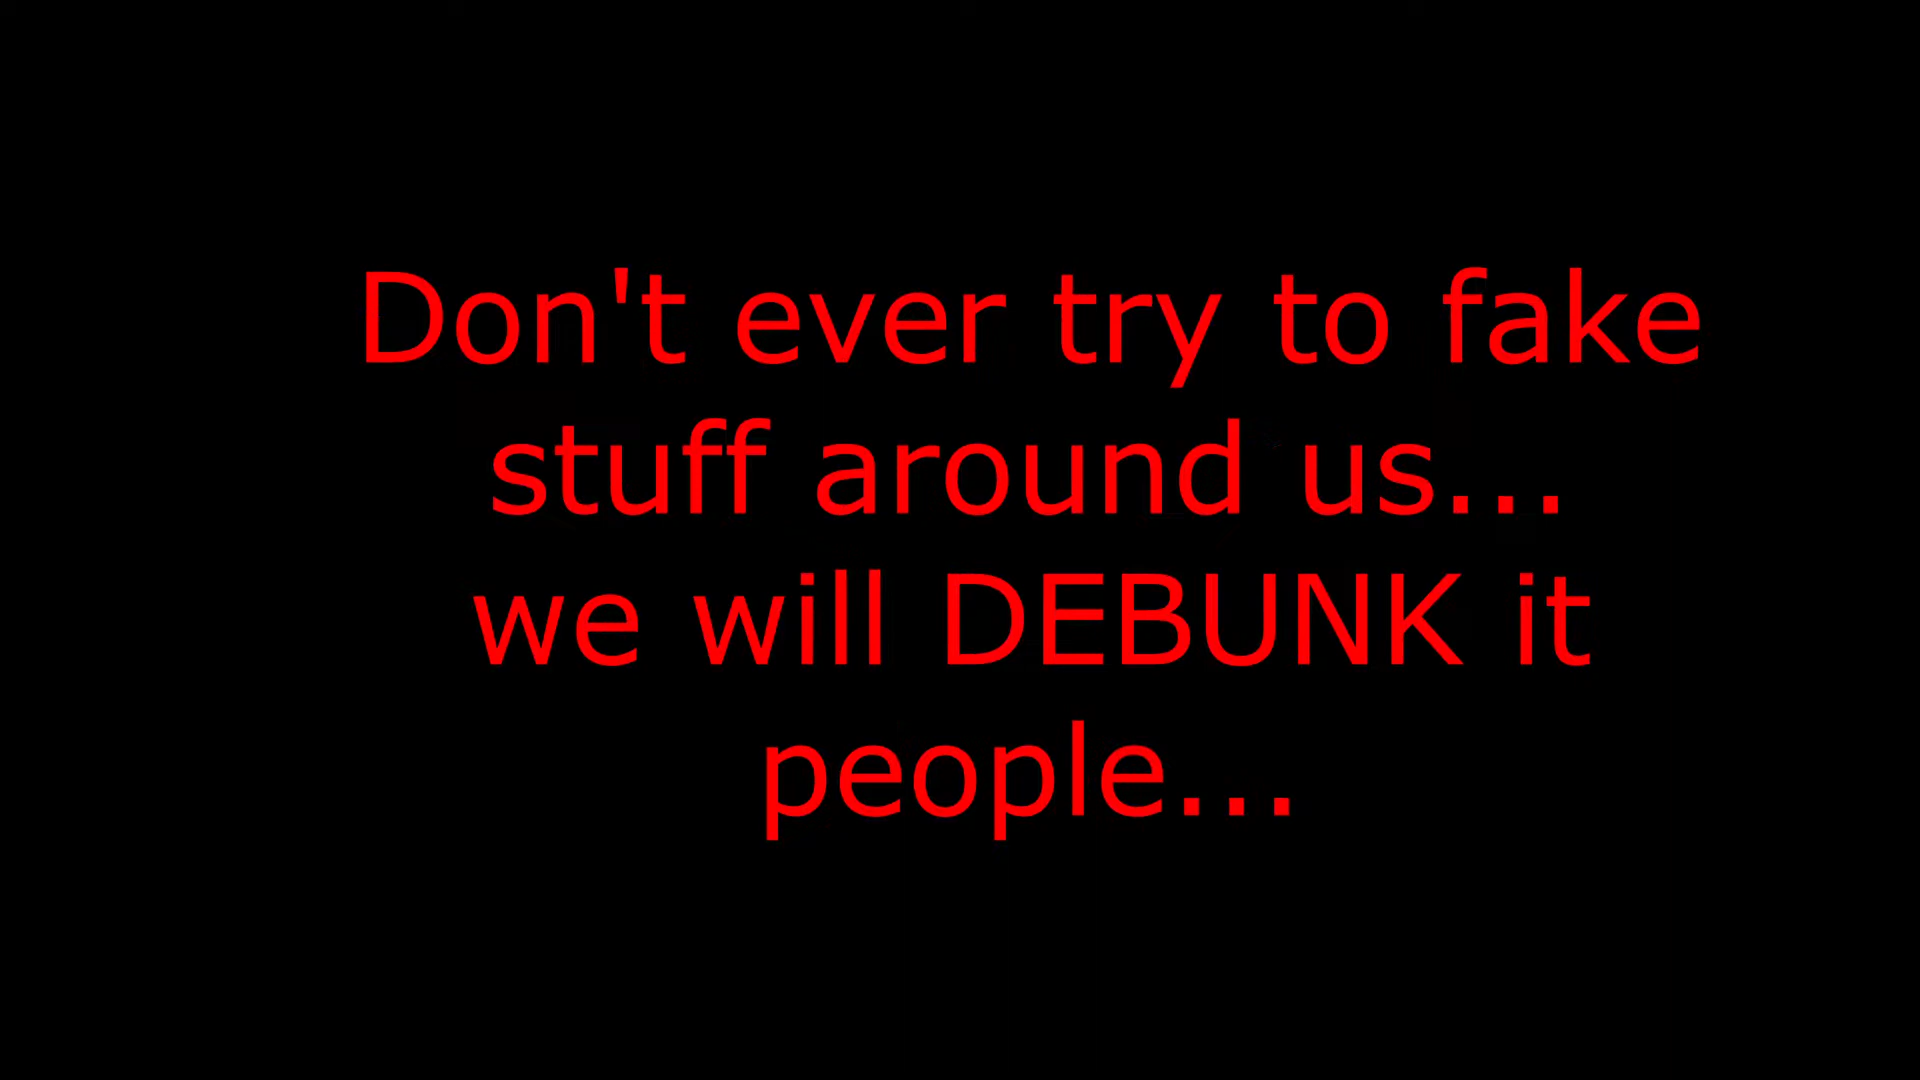 Don't ever try to fake
stuff around us...
we will DEBUNK it
people...